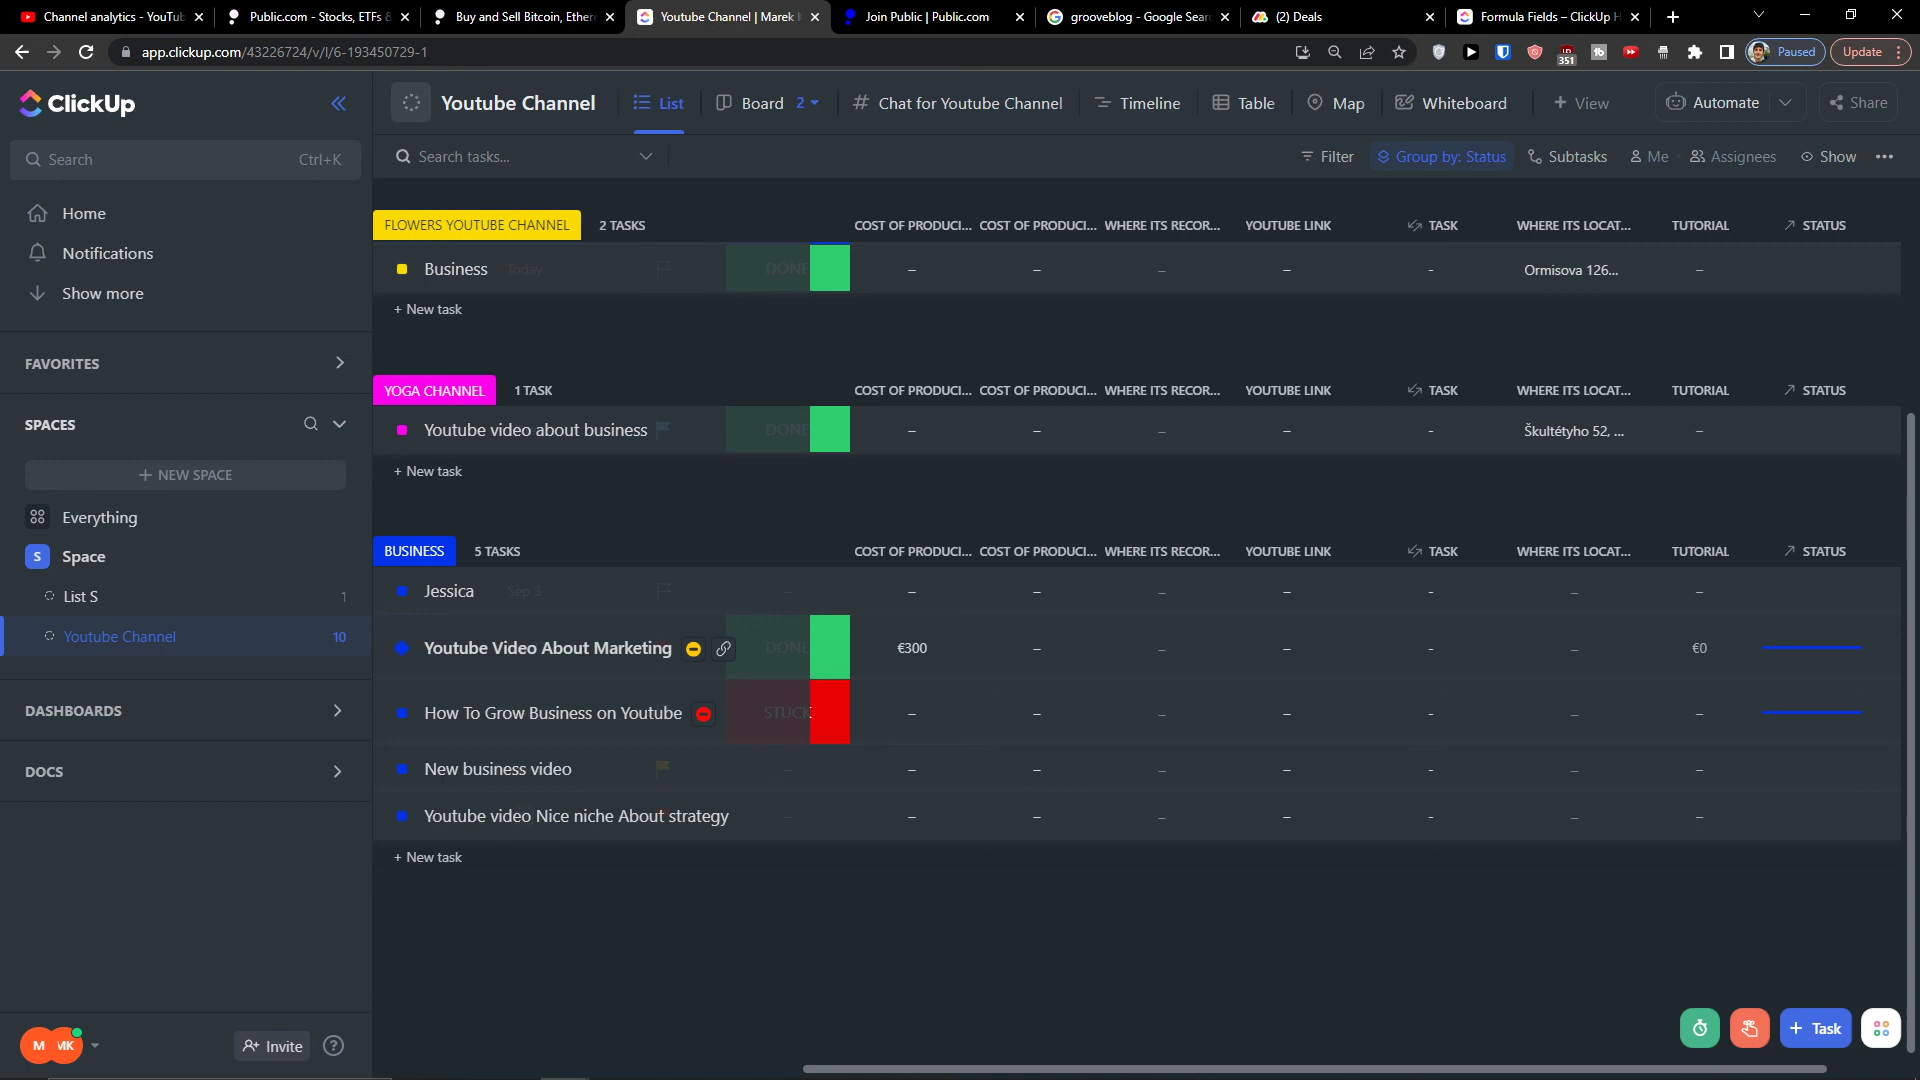 Channel analytics - YouTub
Public.com - Stocks, ETFs &
Buy and Sell Bitcoin, Ether
Youtube Channel | Marek
Join Public | Public.com
grooveblog - Google Sear
(2) Deals
Formula Fields – ClickUp H
app.clickup.com/43226724/v/l/6-193450729-1
351
Paused
Update
ClickUp
Youtube Channel
List
Board 2
# Chat for Youtube Channel
Timeline
Table
Map
Whiteboard
+ View
Automate
Share
Search Ctrl+K
Search tasks...
Filter
Group by: Status
Subtasks
Me
Assignees
Show
Home
Notifications
Show more
FAVORITES
SPACES
+ NEW SPACE
Everything
S Space
List S 1
Youtube Channel 10
DASHBOARDS
DOCS
M MK
Invite
?
FLOWERS YOUTUBE CHANNEL 2 TASKS COST OF PRODUCI... COST OF PRODUCI... WHERE ITS RECOR... YOUTUBE LINK TASK WHERE ITS LOCAT... TUTORIAL STATUS
Business Today DONE – – – – - Ormisova 126... –
+ New task
YOGA CHANNEL 1 TASK COST OF PRODUCI... COST OF PRODUCI... WHERE ITS RECOR... YOUTUBE LINK TASK WHERE ITS LOCAT... TUTORIAL STATUS
Youtube video about business DONE – – – – - Škultétyho 52, ... –
+ New task
BUSINESS 5 TASKS COST OF PRODUCI... COST OF PRODUCI... WHERE ITS RECOR... YOUTUBE LINK TASK WHERE ITS LOCAT... TUTORIAL STATUS
Jessica Sep 3 – – – – – - – –
Youtube Video About Marketing DONE €300 – – – - – €0
How To Grow Business on Youtube STUCK – – – – - – –
New business video – – – – – - – –
Youtube video Nice niche About strategy – – – – – - – –
+ New task
+ Task